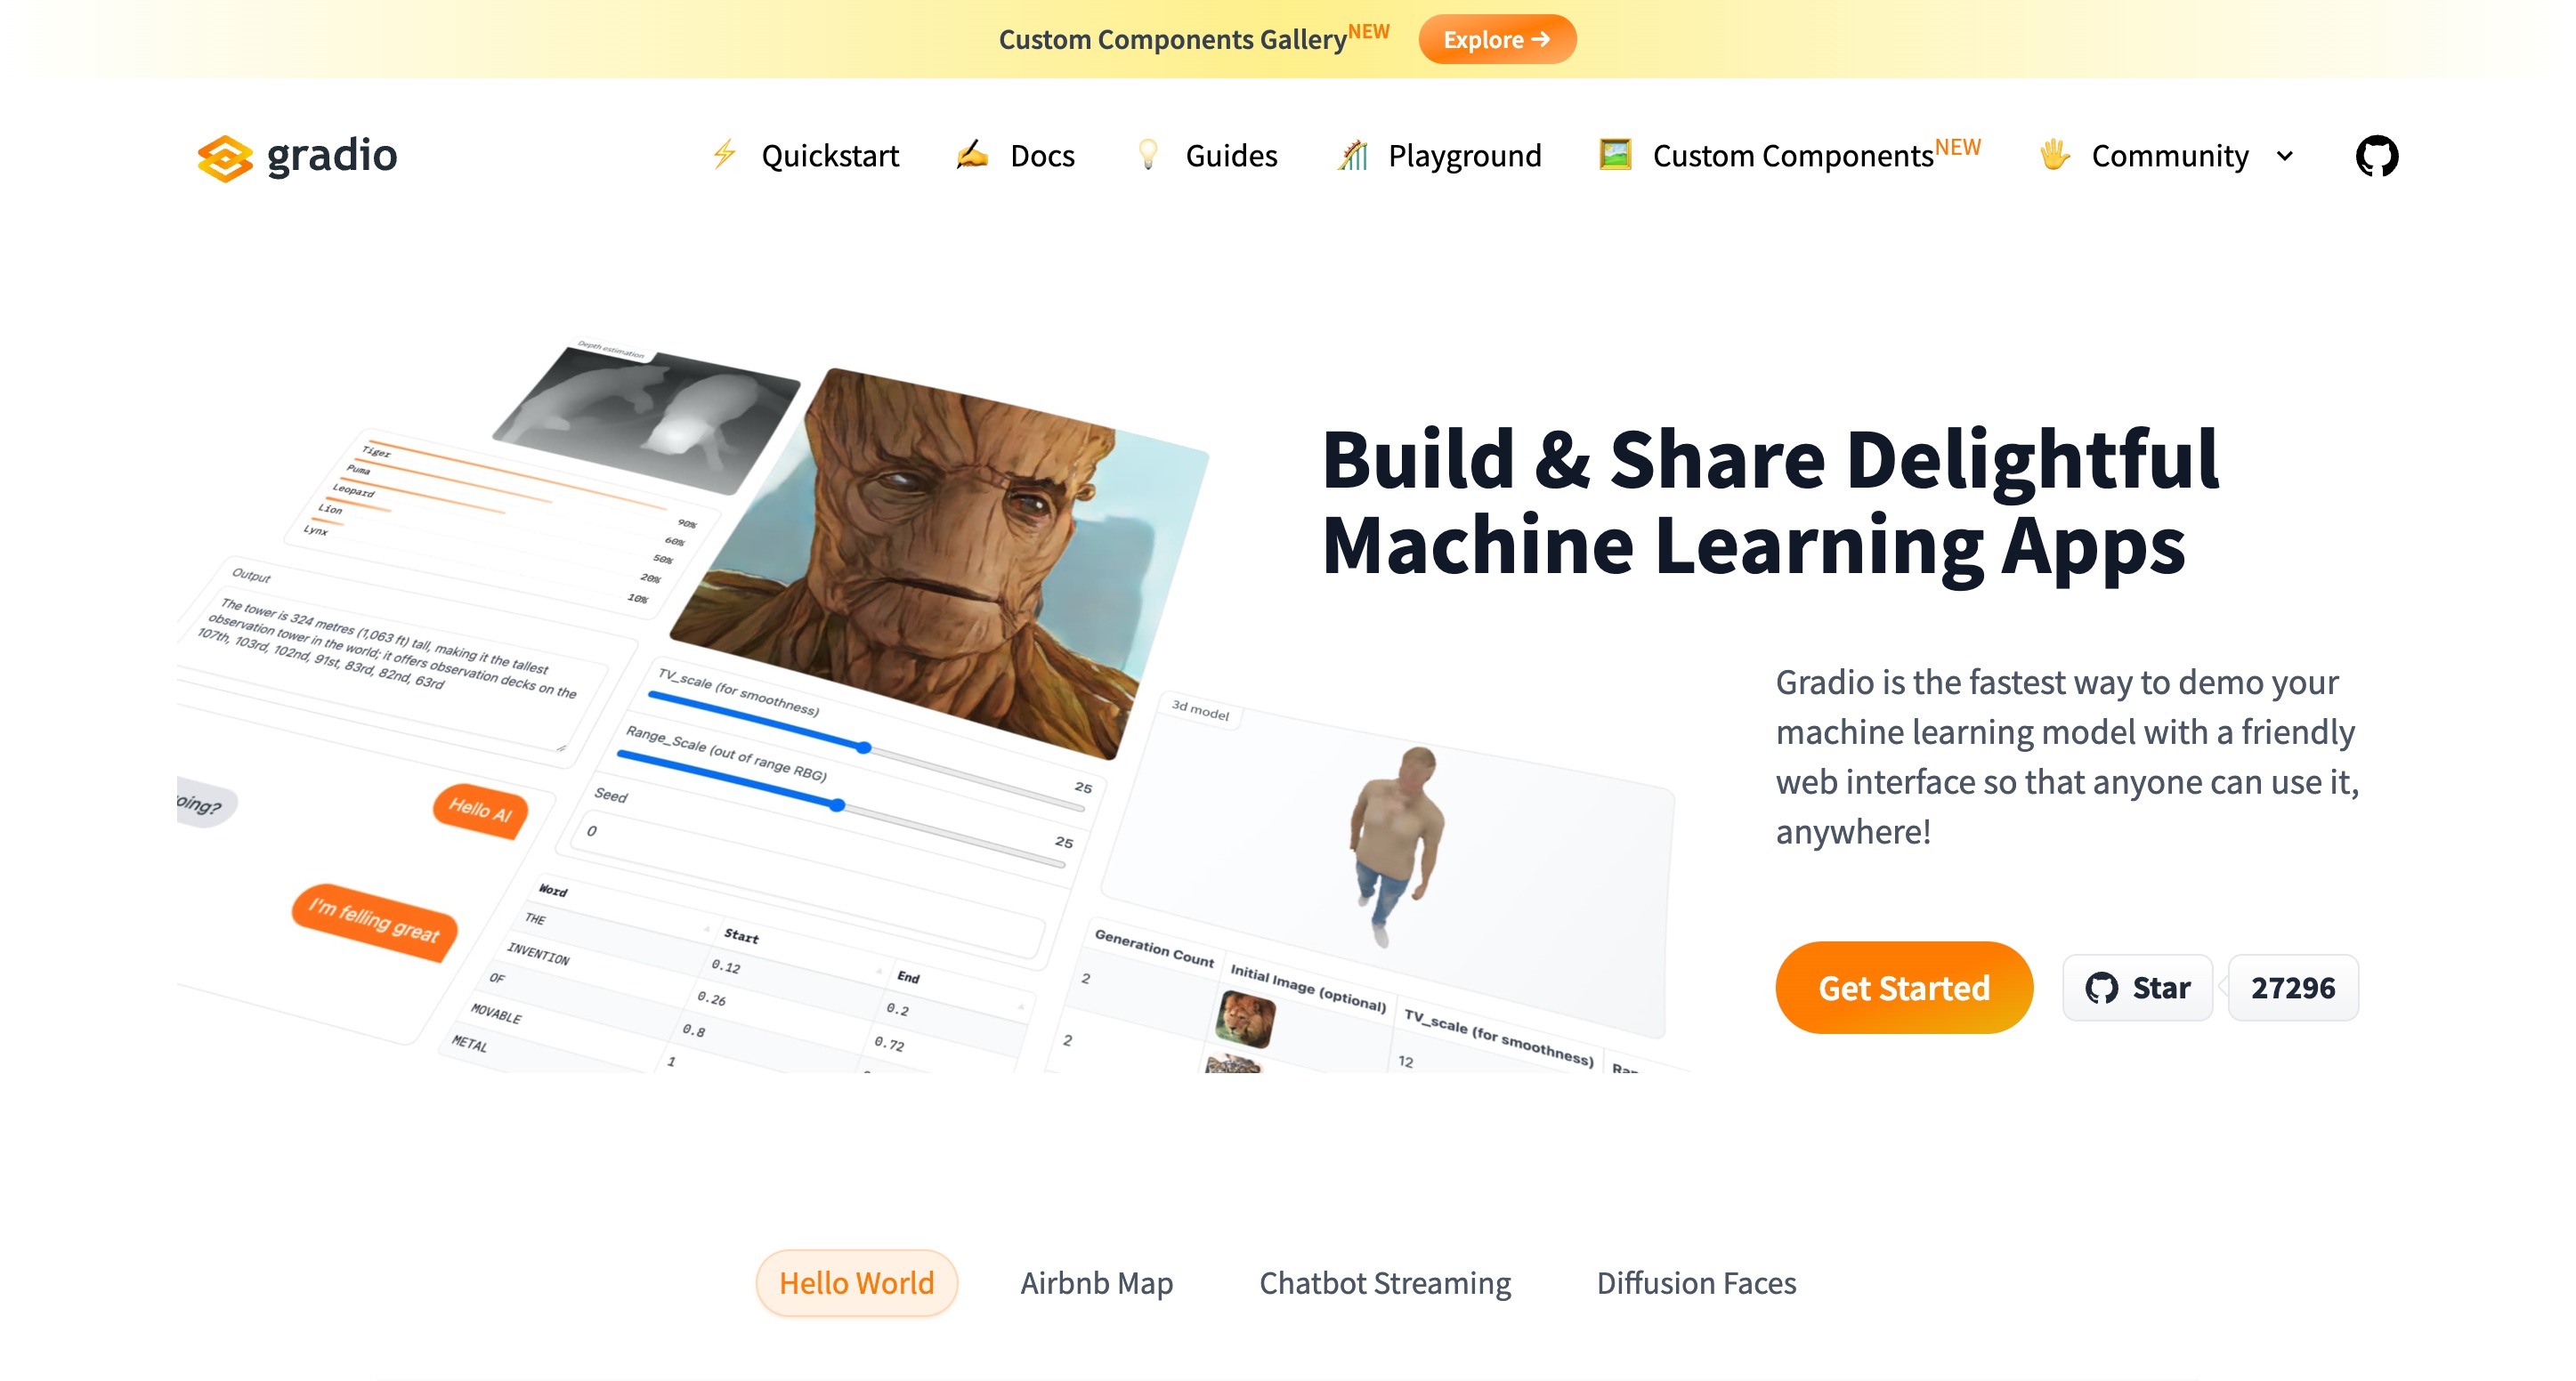 Custom Components Gallery NEW
Explore →
gradio
⚡ Quickstart
✍️ Docs
💡 Guides
🎢 Playground
🖼️ Custom Components NEW
🖐 Community
Depth estimation
Tiger 90%
Puma 60%
Leopard 50%
Lion 20%
Lynx 10%
Output
The tower is 324 metres (1,063 ft) tall, making it the tallest
observation tower in the world; it offers observation decks on the
107th, 103rd, 102nd, 91st, 83rd, 82nd, 63rd
oing?
Hello AI
I'm felling great
TV_scale (for smoothness)
25
Range_Scale (out of range RBG)
25
Seed
0
Word Start End
THE 0.12 0.2
INVENTION 0.26 0.72
OF 0.8
MOVABLE 1
METAL
3d model
Generation Count Initial Image (optional) TV_scale (for smoothness)
2 12
2
Build & Share Delightful
Machine Learning Apps
Gradio is the fastest way to demo your
machine learning model with a friendly
web interface so that anyone can use it,
anywhere!
Get Started
Star
27296
Hello World
Airbnb Map
Chatbot Streaming
Diffusion Faces